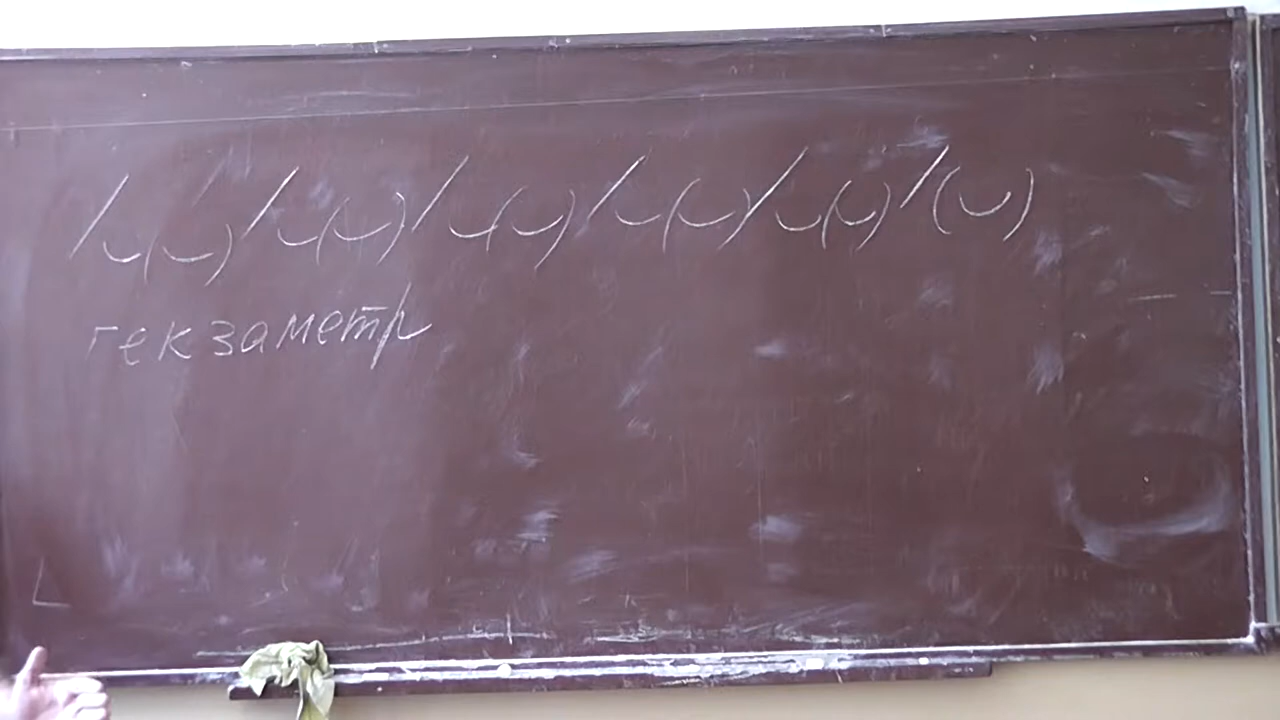 / ◡ (◡) / ◡ (◡) / ◡ (◡) / ◡ (◡) / ◡ (◡) / (◡)
гекзаметр